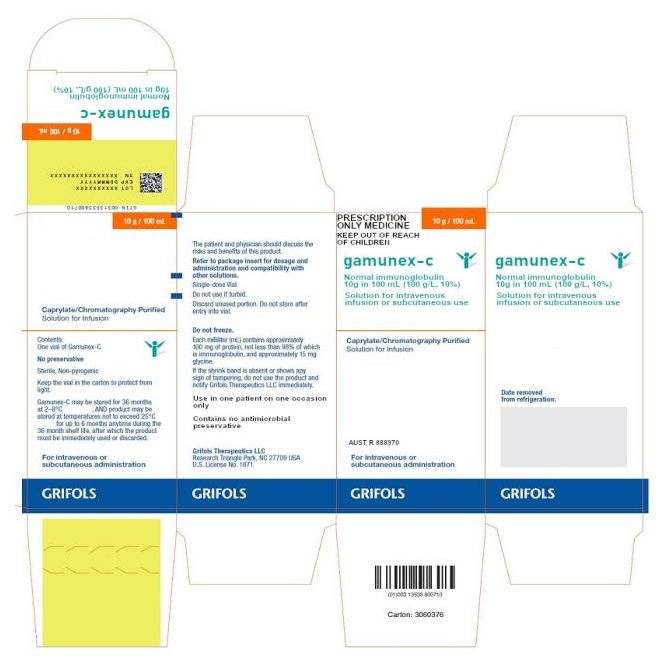 gamunex-c
Normal immunoglobulin
10g in 100 mL (100 g/L, 10%)
10 g / 100 mL
LOT XXXXXXXXXX
EXP DDMMMYYYY
SN XXXXXXXXXXXXXXXX
GTIN 00313533800710
10 g / 100 mL
Caprylate/Chromatography Purified
Solution for Infusion
Contents:
One vial of Gamunex-C
No preservative
Sterile, Non-pyrogenic
Keep the vial in the carton to protect from
light.
Gamunex-C may be stored for 36 months
at 2–8°C , AND product may be
stored at temperatures not to exceed 25°C
for up to 6 months anytime during the
36 month shelf life, after which the product
must be immediately used or discarded.
For intravenous or
subcutaneous administration
GRIFOLS
The patient and physician should discuss the
risks and benefits of this product.
Refer to package insert for dosage and
administration and compatibility with
other solutions.
Single-dose Vial
Do not use if turbid.
Discard unused portion. Do not store after
entry into vial.
Do not freeze.
Each milliliter (mL) contains approximately
100 mg of protein, not less than 98% of which
is immunoglobulin, and approximately 15 mg
glycine.
If the shrink band is absent or shows any
sign of tampering, do not use the product and
notify Grifols Therapeutics LLC immediately.
Use in one patient on one occasion
only
Contains no antimicrobial
preservative
Grifols Therapeutics LLC
Research Triangle Park, NC 27709 USA
U.S. License No. 1871
GRIFOLS
PRESCRIPTION
ONLY MEDICINE
KEEP OUT OF REACH
OF CHILDREN
10 g / 100 mL
gamunex-c
Normal immunoglobulin
10g in 100 mL (100 g/L, 10%)
Solution for intravenous
infusion or subcutaneous use
Caprylate/Chromatography Purified
Solution for Infusion
AUST R 888970
For intravenous or
subcutaneous administration
GRIFOLS
(01)003 13533 800710
Carton: 3060376
gamunex-c
Normal immunoglobulin
10g in 100 mL (100 g/L, 10%)
Solution for intravenous
infusion or subcutaneous use
Date removed
from refrigeration:
GRIFOLS